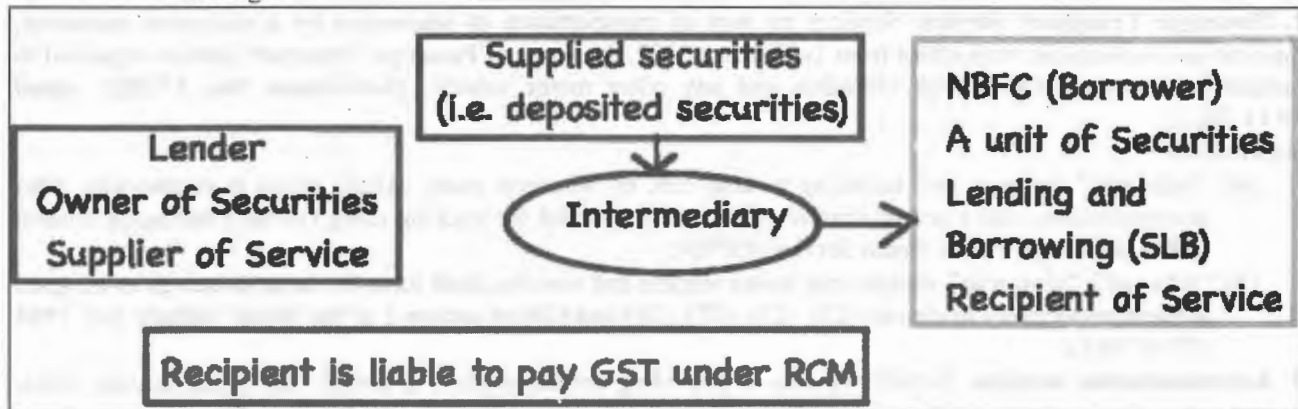 Lender
Owner of Securities
Supplier of Service
Supplied securities
(i.e. deposited securities)
Intermediary
NBFC (Borrower)
A unit of Securities
Lending and
Borrowing (SLB)
Recipient of Service
Recipient is liable to pay GST under RCM